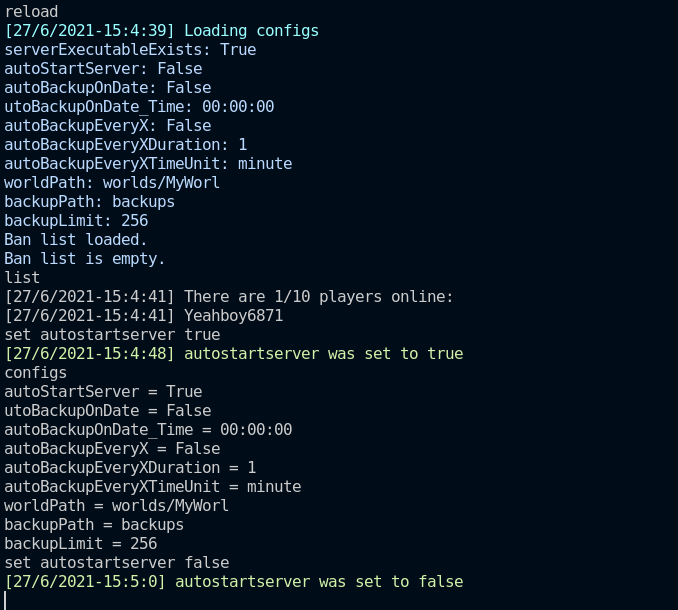 reload
[27/6/2021-15:4:39] Loading configs
serverExecutableExists: True
autoStartServer: False
autoBackupOnDate: False
utoBackupOnDate_Time: 00:00:00
autoBackupEveryX: False
autoBackupEveryXDuration: 1
autoBackupEveryXTimeUnit: minute
worldPath: worlds/MyWorl
backupPath: backups
backupLimit: 256
Ban list loaded.
Ban list is empty.
list
[27/6/2021-15:4:41] There are 1/10 players online:
[27/6/2021-15:4:41] Yeahboy6871
set autostartserver true
[27/6/2021-15:4:48] autostartserver was set to true
configs
autoStartServer = True
utoBackupOnDate = False
autoBackupOnDate_Time = 00:00:00
autoBackupEveryX = False
autoBackupEveryXDuration = 1
autoBackupEveryXTimeUnit = minute
worldPath = worlds/MyWorl
backupPath = backups
backupLimit = 256
set autostartserver false
[27/6/2021-15:5:0] autostartserver was set to false